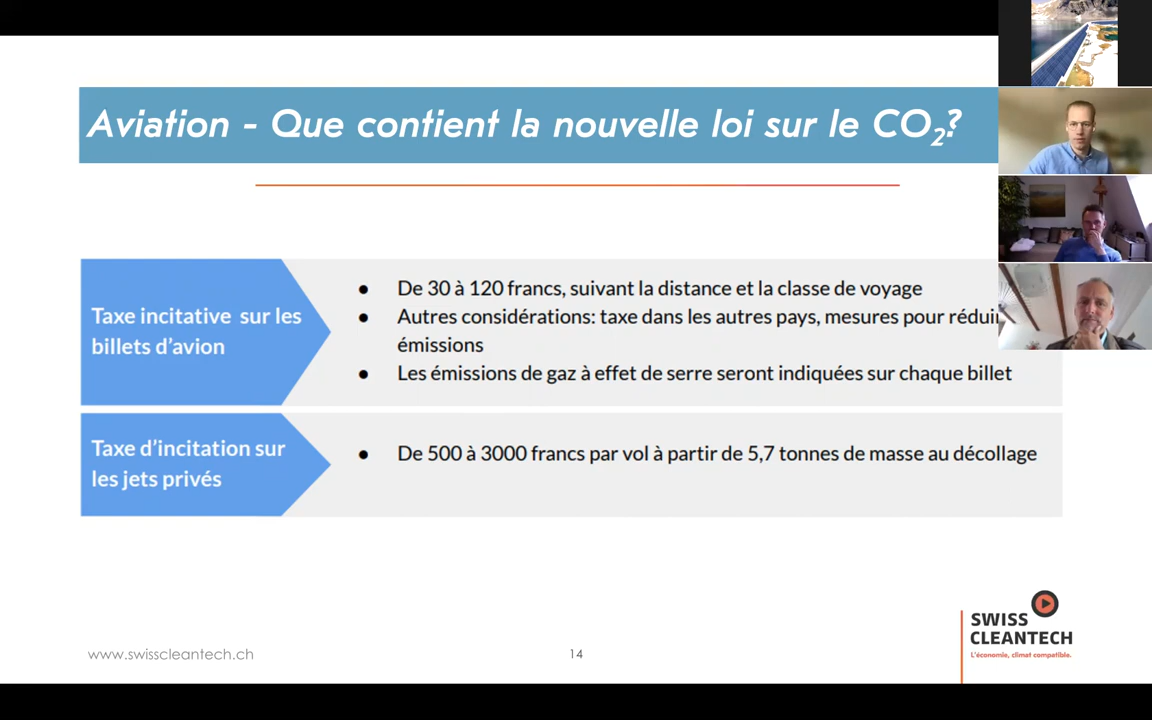 Aviation - Que contient la nouvelle loi sur le CO2?
Taxe incitative sur les
billets d'avion
● De 30 à 120 francs, suivant la distance et la classe de voyage
● Autres considérations: taxe dans les autres pays, mesures pour
émissions
● Les émissions de gaz à effet de serre seront indiquées sur chaque billet
Taxe d'incitation sur
les jets privés
● De 500 à 3000 francs par vol à partir de 5,7 tonnes de masse au décollage
www.swisscleantech.ch
14
SWISS
CLEANTECH
L'économie, climat compatible.